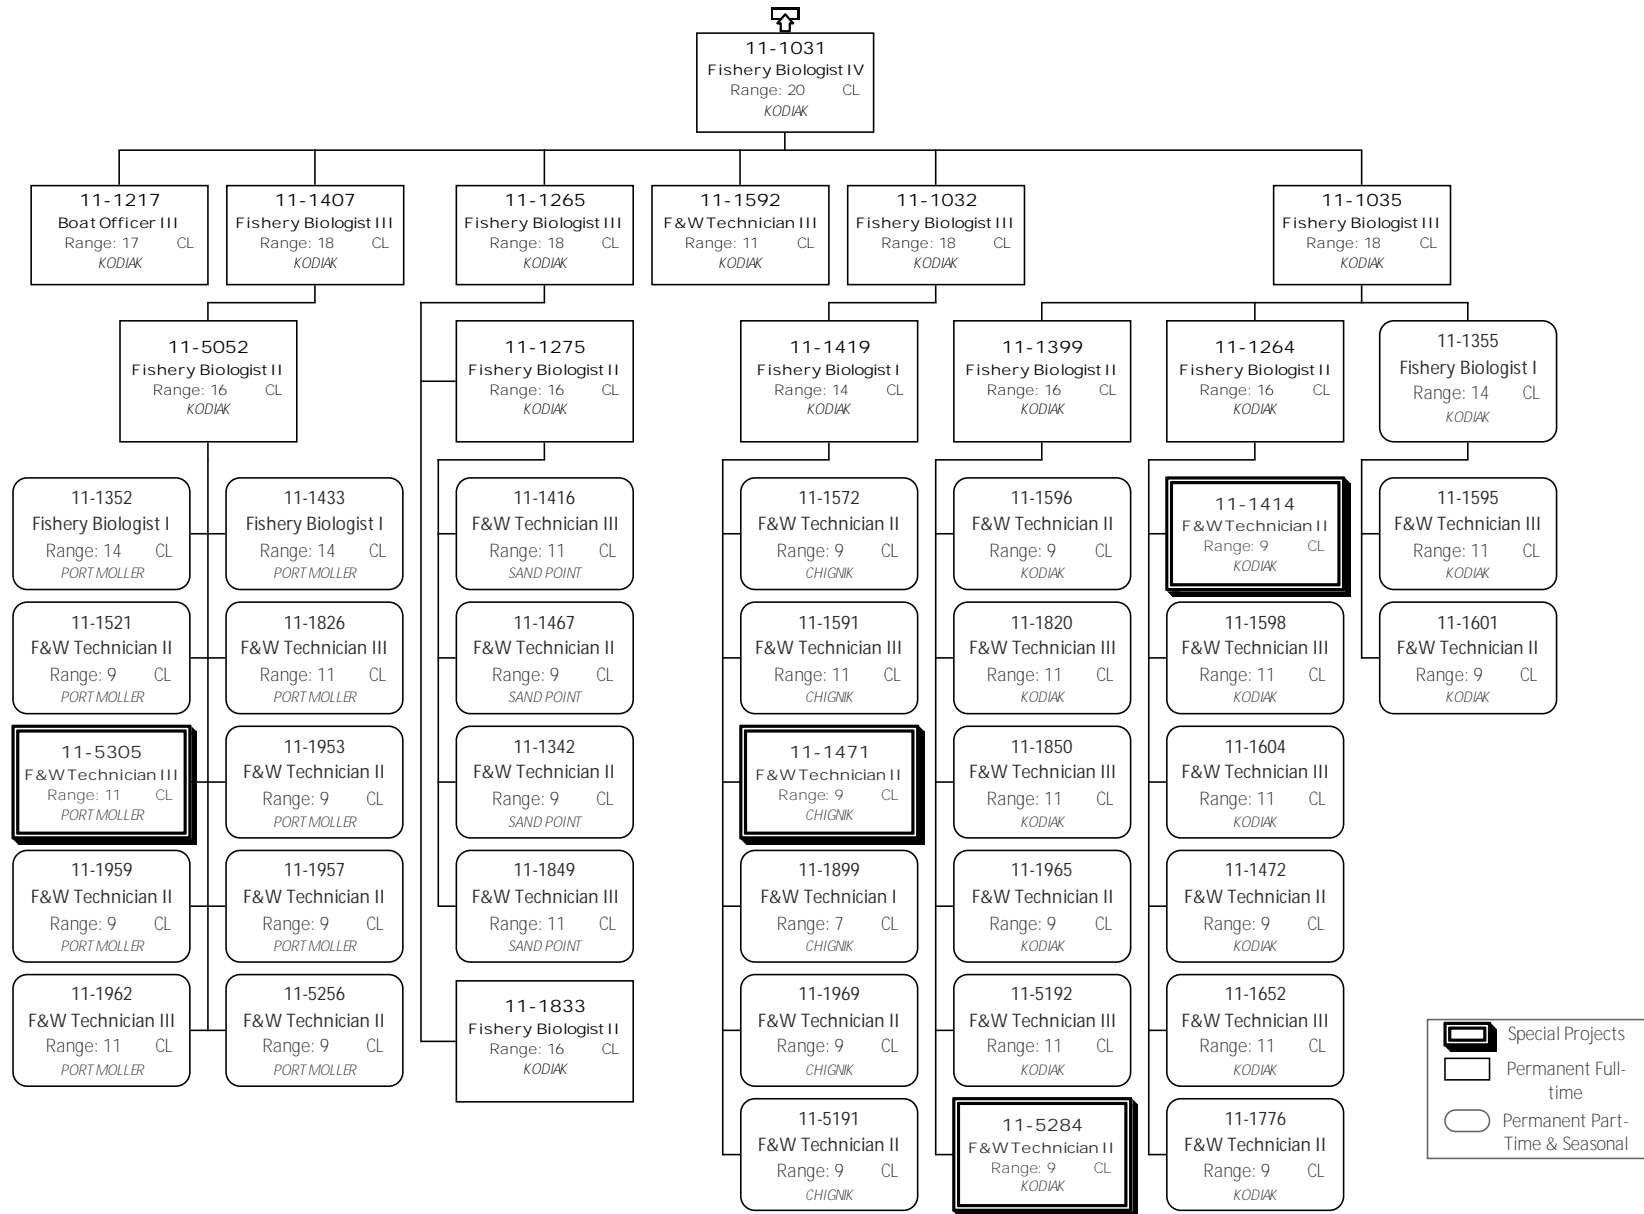 11-1031
Fishery Biologist IV
Range: 20 CL
KODIAK
11-1217
Boat Officer III
Range: 17 CL
KODIAK
11-1407
Fishery Biologist III
Range: 18 CL
KODIAK
11-1265
Fishery Biologist III
Range: 18 CL
KODIAK
11-1592
F&W Technician III
Range: 11 CL
KODIAK
11-1032
Fishery Biologist III
Range: 18 CL
KODIAK
11-1035
Fishery Biologist III
Range: 18 CL
KODIAK
11-5052
Fishery Biologist II
Range: 16 CL
KODIAK
11-1275
Fishery Biologist II
Range: 16 CL
KODIAK
11-1419
Fishery Biologist I
Range: 14 CL
KODIAK
11-1399
Fishery Biologist II
Range: 16 CL
KODIAK
11-1264
Fishery Biologist II
Range: 16 CL
KODIAK
11-1355
Fishery Biologist I
Range: 14 CL
KODIAK
11-1352
Fishery Biologist I
Range: 14 CL
PORT MOLLER
11-1433
Fishery Biologist I
Range: 14 CL
PORT MOLLER
11-1416
F&W Technician III
Range: 11 CL
SAND POINT
11-1572
F&W Technician II
Range: 9 CL
CHIGNIK
11-1596
F&W Technician II
Range: 9 CL
KODIAK
11-1414
F&W Technician II
Range: 9 CL
KODIAK
11-1595
F&W Technician III
Range: 11 CL
KODIAK
11-1521
F&W Technician II
Range: 9 CL
PORT MOLLER
11-1826
F&W Technician III
Range: 11 CL
PORT MOLLER
11-1467
F&W Technician II
Range: 9 CL
SAND POINT
11-1591
F&W Technician III
Range: 11 CL
CHIGNIK
11-1820
F&W Technician III
Range: 11 CL
KODIAK
11-1598
F&W Technician III
Range: 11 CL
KODIAK
11-1601
F&W Technician II
Range: 9 CL
KODIAK
11-5305
F&W Technician III
Range: 11 CL
PORT MOLLER
11-1953
F&W Technician II
Range: 9 CL
PORT MOLLER
11-1342
F&W Technician II
Range: 9 CL
SAND POINT
11-1471
F&W Technician II
Range: 9 CL
CHIGNIK
11-1850
F&W Technician III
Range: 11 CL
KODIAK
11-1604
F&W Technician III
Range: 11 CL
KODIAK
11-1959
F&W Technician II
Range: 9 CL
PORT MOLLER
11-1957
F&W Technician II
Range: 9 CL
PORT MOLLER
11-1849
F&W Technician III
Range: 11 CL
SAND POINT
11-1899
F&W Technician I
Range: 7 CL
CHIGNIK
11-1965
F&W Technician II
Range: 9 CL
KODIAK
11-1472
F&W Technician II
Range: 9 CL
KODIAK
11-1962
F&W Technician III
Range: 11 CL
PORT MOLLER
11-5256
F&W Technician II
Range: 9 CL
PORT MOLLER
11-1833
Fishery Biologist II
Range: 16 CL
KODIAK
11-1969
F&W Technician II
Range: 9 CL
CHIGNIK
11-5192
F&W Technician III
Range: 11 CL
KODIAK
11-1652
F&W Technician III
Range: 11 CL
KODIAK
11-5191
F&W Technician II
Range: 9 CL
CHIGNIK
11-5284
F&W Technician II
Range: 9 CL
KODIAK
11-1776
F&W Technician II
Range: 9 CL
KODIAK
Special Projects
Permanent Full-
time
Permanent Part-
Time & Seasonal